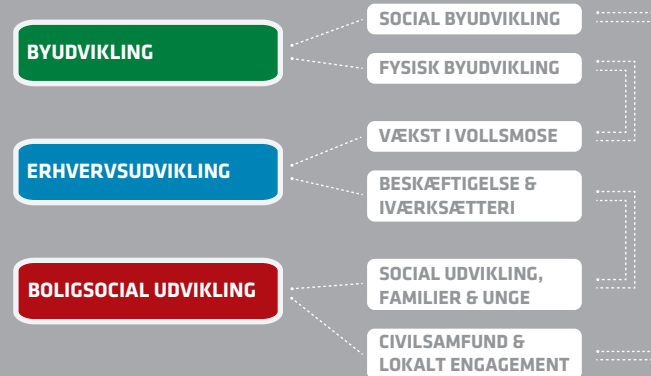 BYUDVIKLING
SOCIAL BYUDVIKLING
FYSISK BYUDVIKLING
ERHVERVSUDVIKLING
VÆKST I VOLLSMOSE
BESKÆFTIGELSE &
IVÆRKSÆTTERI
BOLIGSOCIAL UDVIKLING
SOCIAL UDVIKLING,
FAMILIER & UNGE
CIVILSAMFUND &
LOKALT ENGAGEMENT